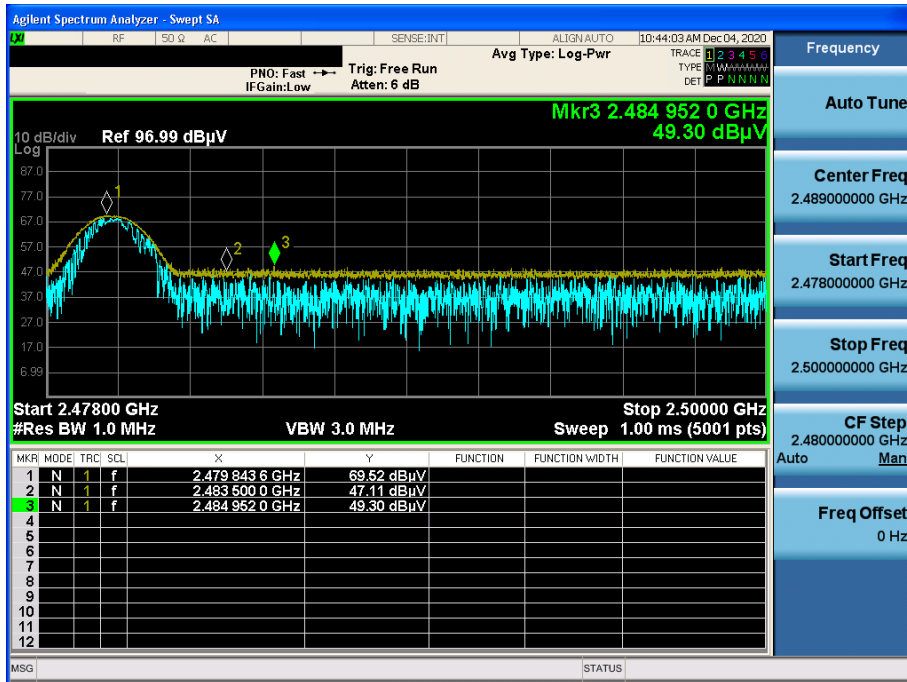 Agilent Spectrum Analyzer - Swept SA
LXI RF 50 Ω AC SENSE:INT ALIGN AUTO 10:44:03 AM Dec 04, 2020
Frequency
Avg Type: Log-Pwr
TRACE 1 2 3 4 5 6
PNO: Fast Trig: Free Run
TYPE M W W W W W
IFGain:Low Atten: 6 dB
DET P P N N N N
Auto Tune
Mkr3 2.484 952 0 GHz
49.30 dBµV
10 dB/div Ref 96.99 dBµV
Log
87.0
77.0
67.0
57.0
47.0
37.0
27.0
17.0
6.99
1
2
3
Center Freq
2.489000000 GHz
Start Freq
2.478000000 GHz
Stop Freq
2.500000000 GHz
Start 2.47800 GHz Stop 2.50000 GHz
#Res BW 1.0 MHz VBW 3.0 MHz Sweep 1.00 ms (5001 pts)
CF Step
2.480000000 GHz
Auto Man
Freq Offset
0 Hz
MKR MODE TRC SCL X Y FUNCTION FUNCTION WIDTH FUNCTION VALUE
1 N 1 f 2.479 843 6 GHz 69.52 dBµV
2 N 1 f 2.483 500 0 GHz 47.11 dBµV
3 N 1 f 2.484 952 0 GHz 49.30 dBµV
4
5
6
7
8
9
10
11
12
MSG STATUS